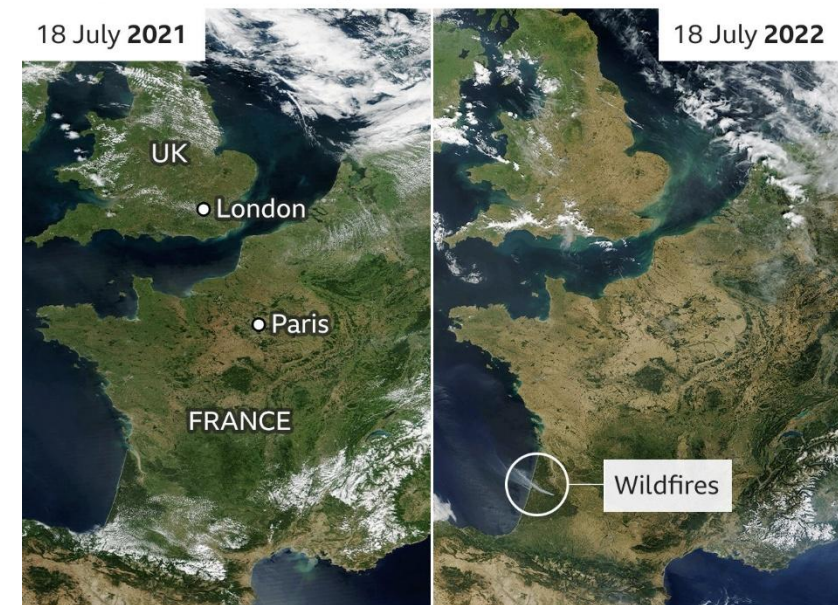 18 July 2021
18 July 2022
UK
London
Paris
FRANCE
Wildfires